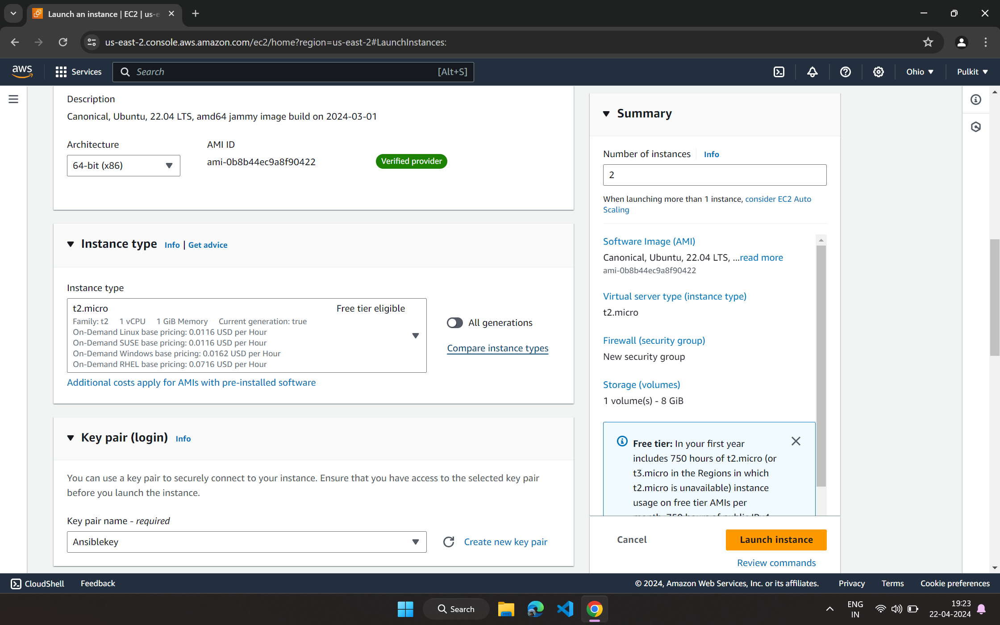 Launch an instance | EC2 | us-e
us-east-2.console.aws.amazon.com/ec2/home?region=us-east-2#LaunchInstances:
aws
Services
Search
[Alt+S]
Ohio
Pulkit
Description
Canonical, Ubuntu, 22.04 LTS, amd64 jammy image build on 2024-03-01
Architecture
AMI ID
64-bit (x86)
ami-0b8b44ec9a8f90422
Verified provider
Instance type
Info | Get advice
Instance type
t2.micro
Free tier eligible
Family: t2 1 vCPU 1 GiB Memory Current generation: true
On-Demand Linux base pricing: 0.0116 USD per Hour
On-Demand SUSE base pricing: 0.0116 USD per Hour
On-Demand Windows base pricing: 0.0162 USD per Hour
On-Demand RHEL base pricing: 0.0716 USD per Hour
All generations
Compare instance types
Additional costs apply for AMIs with pre-installed software
Key pair (login)
Info
You can use a key pair to securely connect to your instance. Ensure that you have access to the selected key pair
before you launch the instance.
Key pair name - required
Ansiblekey
Create new key pair
Summary
Number of instances
Info
2
When launching more than 1 instance, consider EC2 Auto
Scaling
Software Image (AMI)
Canonical, Ubuntu, 22.04 LTS, ...read more
ami-0b8b44ec9a8f90422
Virtual server type (instance type)
t2.micro
Firewall (security group)
New security group
Storage (volumes)
1 volume(s) - 8 GiB
Free tier: In your first year
includes 750 hours of t2.micro (or
t3.micro in the Regions in which
t2.micro is unavailable) instance
usage on free tier AMIs per
month, 750 hours of public IPv4
Cancel
Launch instance
Review commands
CloudShell
Feedback
© 2024, Amazon Web Services, Inc. or its affiliates.
Privacy
Terms
Cookie preferences
Search
ENG
IN
19:23
22-04-2024